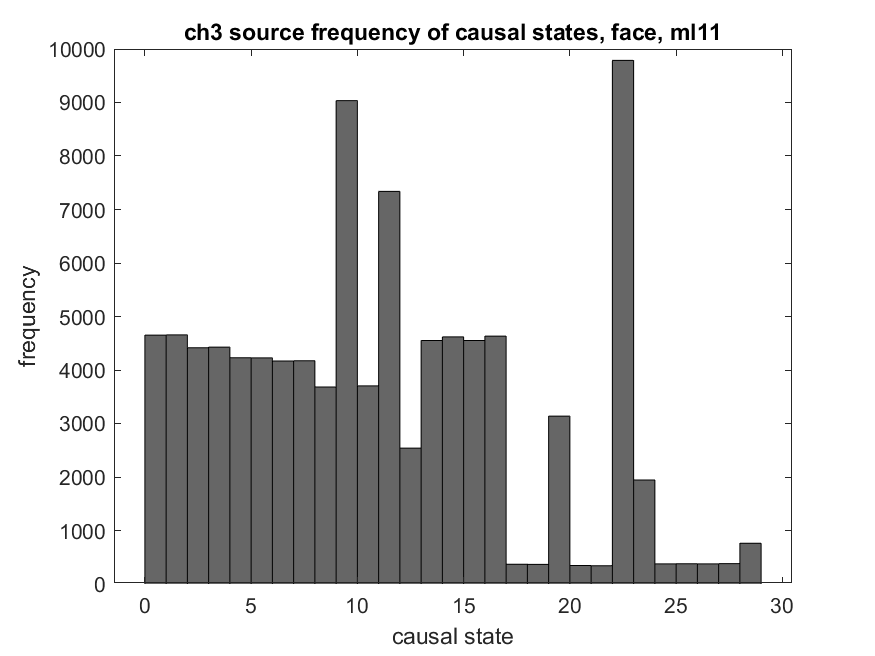 ch3 source frequency of causal states, face, ml11
10000
9000
8000
7000
6000
5000
4000
3000
2000
1000
0
frequency
0 5 10 15 20 25 30
causal state